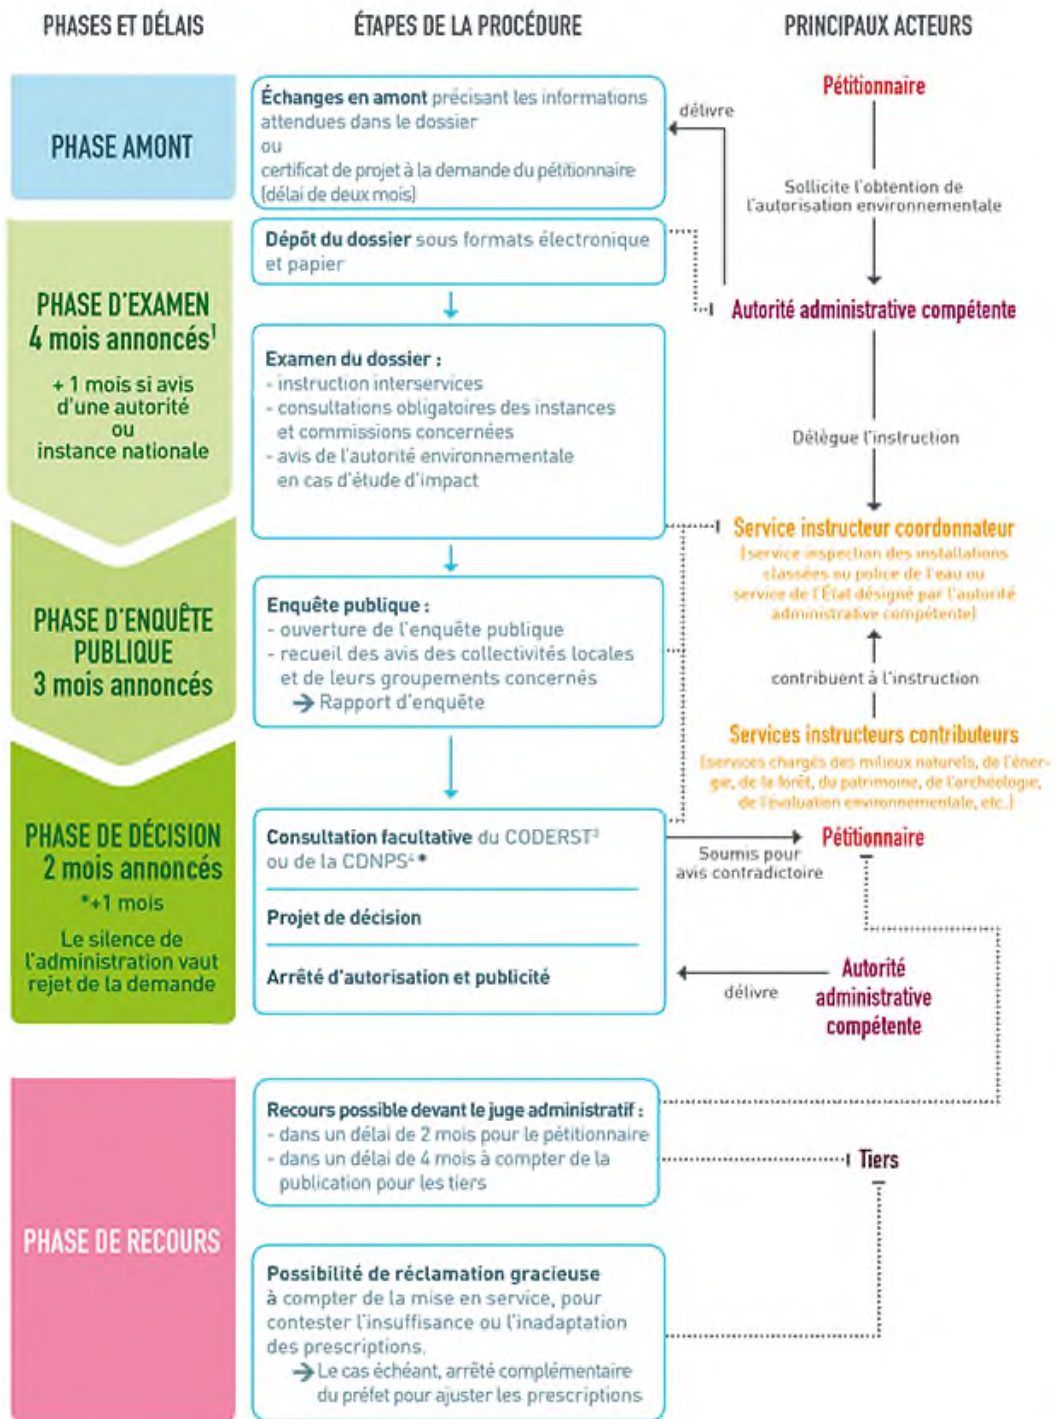 PHASES ET DÉLAIS
ÉTAPES DE LA PROCÉDURE
PRINCIPAUX ACTEURS
PHASE AMONT
Échanges en amont précisant les informations
attendues dans le dossier
ou
certificat de projet à la demande du pétitionnaire
(délai de deux mois)
délivre
Pétitionnaire
Sollicite l'obtention de
l'autorisation environnementale
PHASE D'EXAMEN
4 mois annoncés¹
+ 1 mois si avis
d'une autorité
ou
instance nationale
Dépôt du dossier sous formats électronique
et papier
Autorité administrative compétente
Examen du dossier :
- instruction interservices
- consultations obligatoires des instances
et commissions concernées
- avis de l'autorité environnementale
en cas d'étude d'impact
Délègue l'instruction
Service instructeur coordonnateur
(service inspection des installations
classées ou police de l'eau ou
service de l'État désigné par l'autorité
administrative compétente)
PHASE D'ENQUÊTE
PUBLIQUE
3 mois annoncés
Enquête publique :
- ouverture de l'enquête publique
- recueil des avis des collectivités locales
et de leurs groupements concernés
→ Rapport d'enquête
contribuent à l'instruction
Services instructeurs contributeurs
(services chargés des milieux naturels, de l'éner-
gie, de la forêt, du patrimoine, de l'archéologie,
de l'évaluation environnementale, etc.)
PHASE DE DÉCISION
2 mois annoncés
*+1 mois
Le silence de
l'administration vaut
rejet de la demande
Consultation facultative du CODERST³
ou de la CDNPS⁴*
Projet de décision
Arrêté d'autorisation et publicité
Soumis pour
avis contradictoire
Pétitionnaire
délivre
Autorité
administrative
compétente
PHASE DE RECOURS
Recours possible devant le juge administratif :
- dans un délai de 2 mois pour le pétitionnaire
- dans un délai de 4 mois à compter de la
publication pour les tiers
Tiers
Possibilité de réclamation gracieuse
à compter de la mise en service, pour
contester l'insuffisance ou l'inadaptation
des prescriptions.
→ Le cas échéant, arrêté complémentaire
du préfet pour ajuster les prescriptions